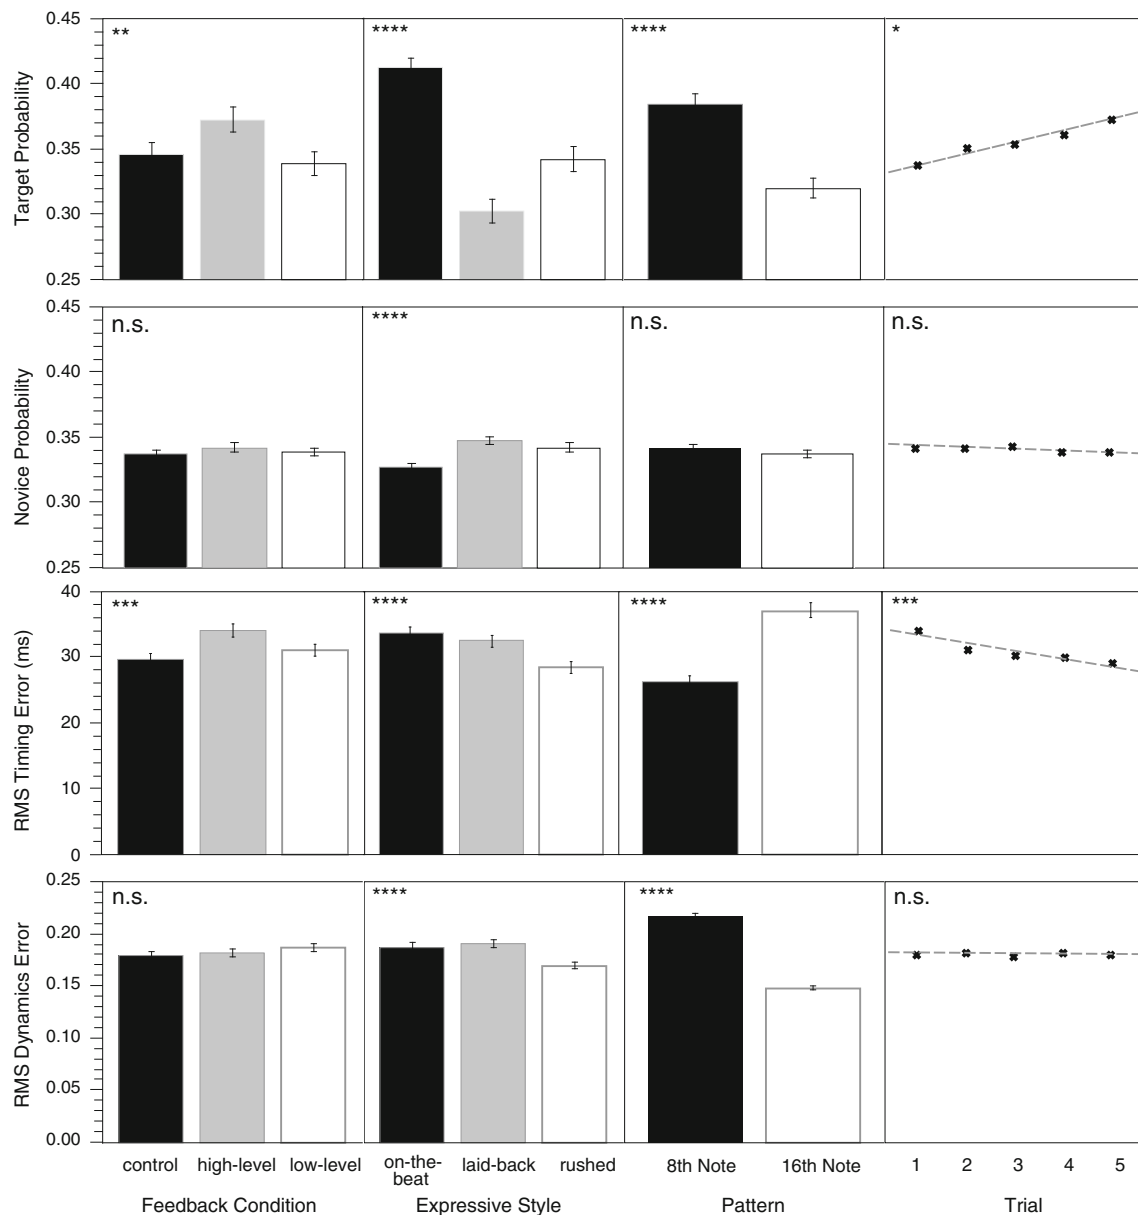 Target Probability
0.45
0.40
0.35
0.30
0.25
**
****
****
*
Novice Probability
0.45
0.40
0.35
0.30
0.25
n.s.
****
n.s.
n.s.
RMS Timing Error (ms)
40
30
20
10
0
***
****
****
***
RMS Dynamics Error
0.25
0.20
0.15
0.10
0.05
0.00
n.s.
****
****
n.s.
control high-level low-level
on-the-
beat
laid-back rushed
8th Note 16th Note
1 2 3 4 5
Feedback Condition Expressive Style Pattern Trial